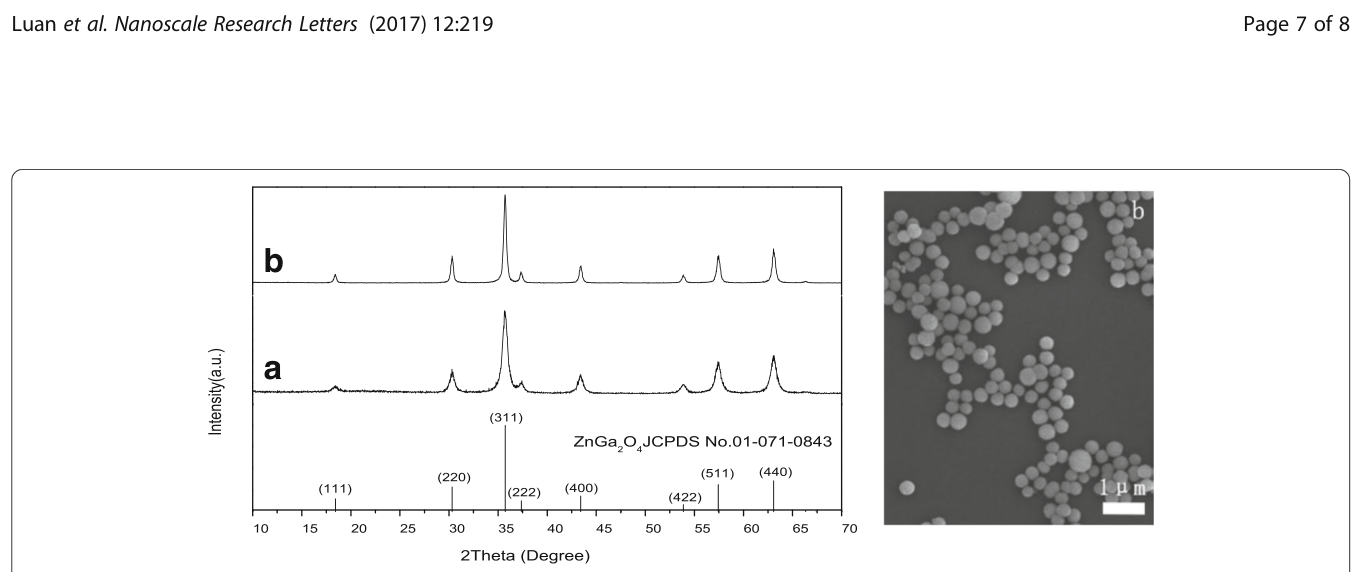 Luan et al. Nanoscale Research Letters (2017) 12:219
Page 7 of 8
b
a
Intensity(a.u.)
(311)
ZnGa2O4JCPDS No.01-071-0843
(111)
(220)
(222)
(400)
(422)
(511)
(440)
10 15 20 25 30 35 40 45 50 55 60 65 70
2Theta (Degree)
b
1 μm